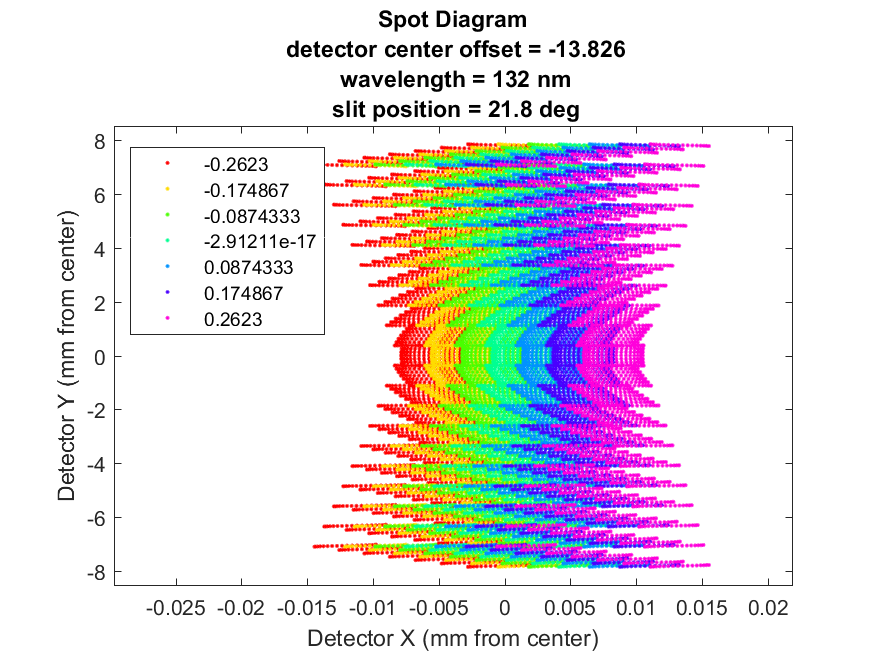 Spot Diagram
detector center offset = -13.826
wavelength = 132 nm
slit position = 21.8 deg
-0.2623
-0.174867
-0.0874333
-2.91211e-17
0.0874333
0.174867
0.2623
8
6
4
2
0
-2
-4
-6
-8
Detector Y (mm from center)
-0.025 -0.02 -0.015 -0.01 -0.005 0 0.005 0.01 0.015 0.02
Detector X (mm from center)